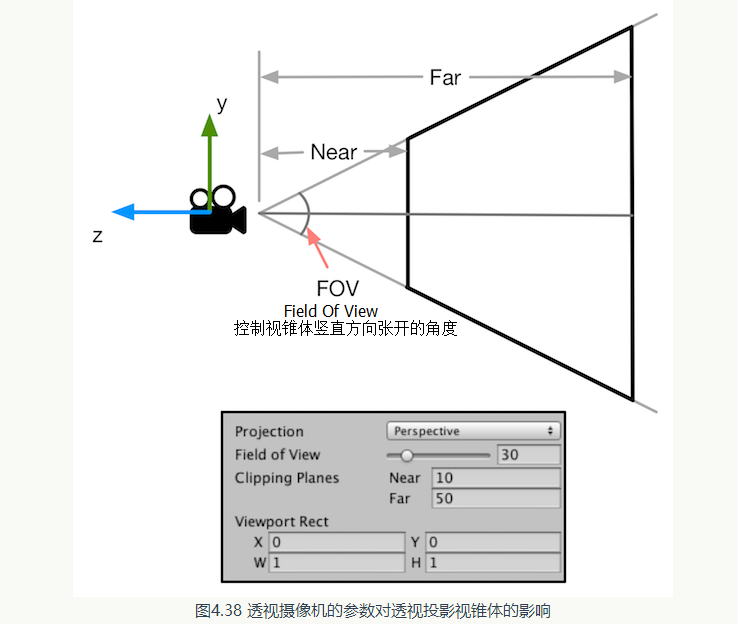 Far
y
Near
z
FOV
Field Of View
控制视锥体竖直方向张开的角度
Projection Perspective
Field of View 30
Clipping Planes Near 10
Far 50
Viewport Rect
X 0 Y 0
W 1 H 1
图4.38 透视摄像机的参数对透视投影视锥体的影响